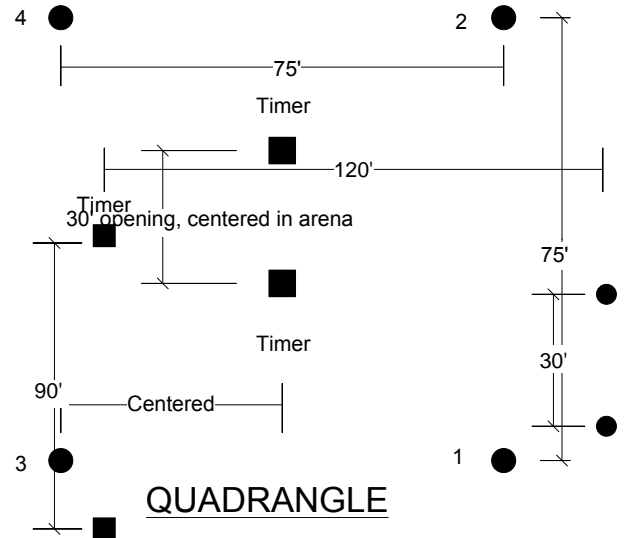 4
2
75'
Timer
120'
Timer
30' opening, centered in arena
75'
Timer
30'
90'
Centered
3
1
QUADRANGLE